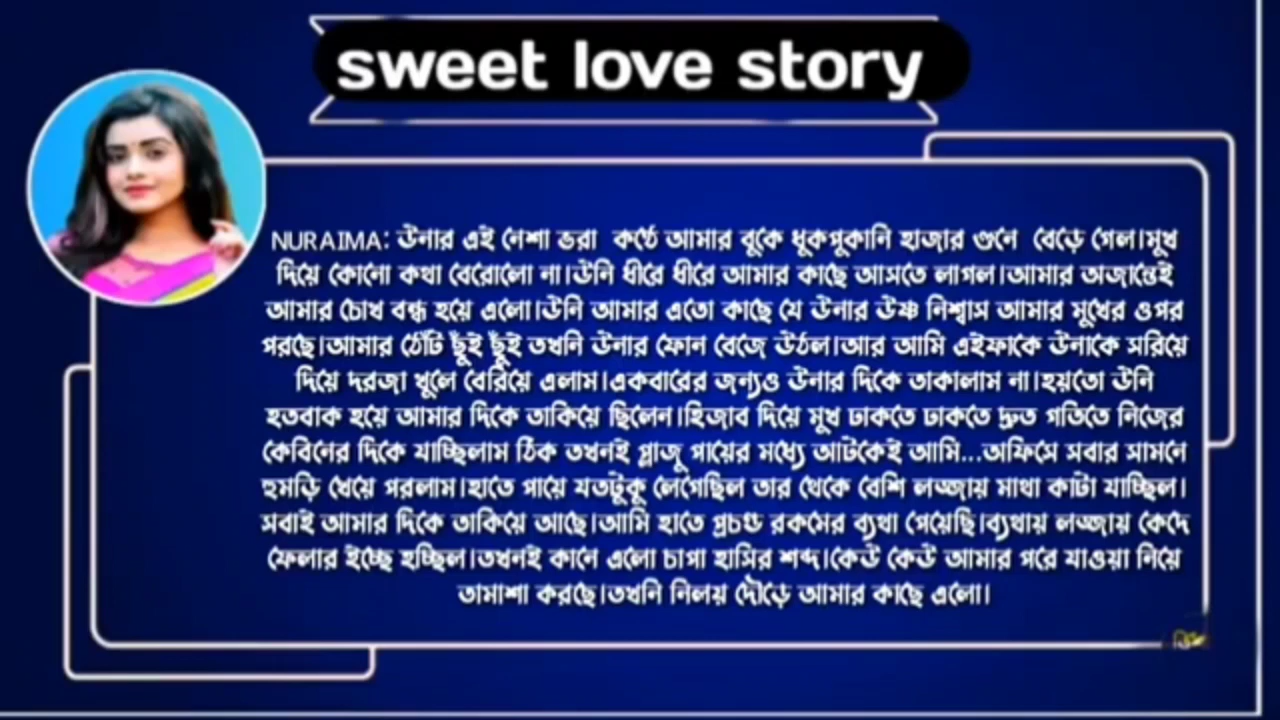 sweet love story
NURAIMA: উনার এই নেশা ভরা কন্ঠে আমার বুকে ধুকপুকানি হাজার গুনে বেড়ে গেল।মুখ
দিয়ে কোনো কথা বেরোলো না।উনি ধীরে ধীরে আমার কাছে আসতে লাগল।আমার অজান্তেই
আমার চোখ বন্ধ হয়ে এলো।উনি আমার এতো কাছে যে উনার উষ্ণ নিশ্বাস আমার মুখের ওপর
পরছে।আমার ঠোঁট ছুঁই ছুঁই তখনি উনার ফোন বেজে উঠল।আর আমি এইফাকে উনাকে সরিয়ে
দিয়ে দরজা খুলে বেরিয়ে এলাম।একবারের জন্যও উনার দিকে তাকালাম না।হয়তো উনি
হতবাক হয়ে আমার দিকে তাকিয়ে ছিলেন।হিজাব দিয়ে মুখ ঢাকতে ঢাকতে দ্রুত গতিতে নিজের
কেবিনের দিকে যাচ্ছিলাম ঠিক তখনই প্লাজু পায়ের মধ্যে আটকেই আমি...অফিসে সবার সামনে
হুমড়ি খেয়ে পরলাম।হাতে পায়ে যতটুকু লেগেছিল তার থেকে বেশি লজ্জায় মাথা কাটা যাচ্ছিল।
সবাই আমার দিকে তাকিয়ে আছে।আমি হাতে প্রচণ্ড রকমের ব্যথা পেয়েছি।ব্যথায় লজ্জায় কেদে
ফেলার ইচ্ছে হচ্ছিল।তখনই কানে এলো চাপা হাসির শব্দ।কেউ কেউ আমার পরে যাওয়া নিয়ে
তামাশা করছে।তখনি নিলয় দৌড়ে আমার কাছে এলো।